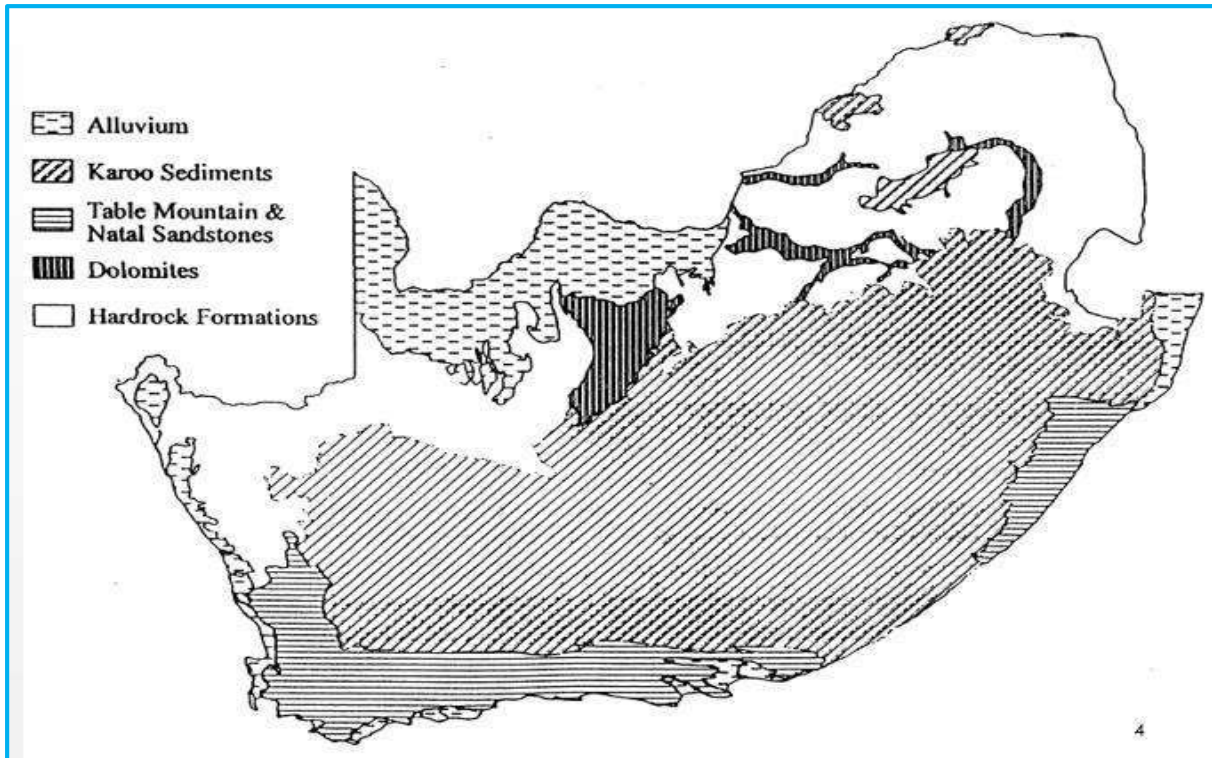 Alluvium
Karoo Sediments
Table Mountain &
Natal Sandstones
Dolomites
Hardrock Formations
4